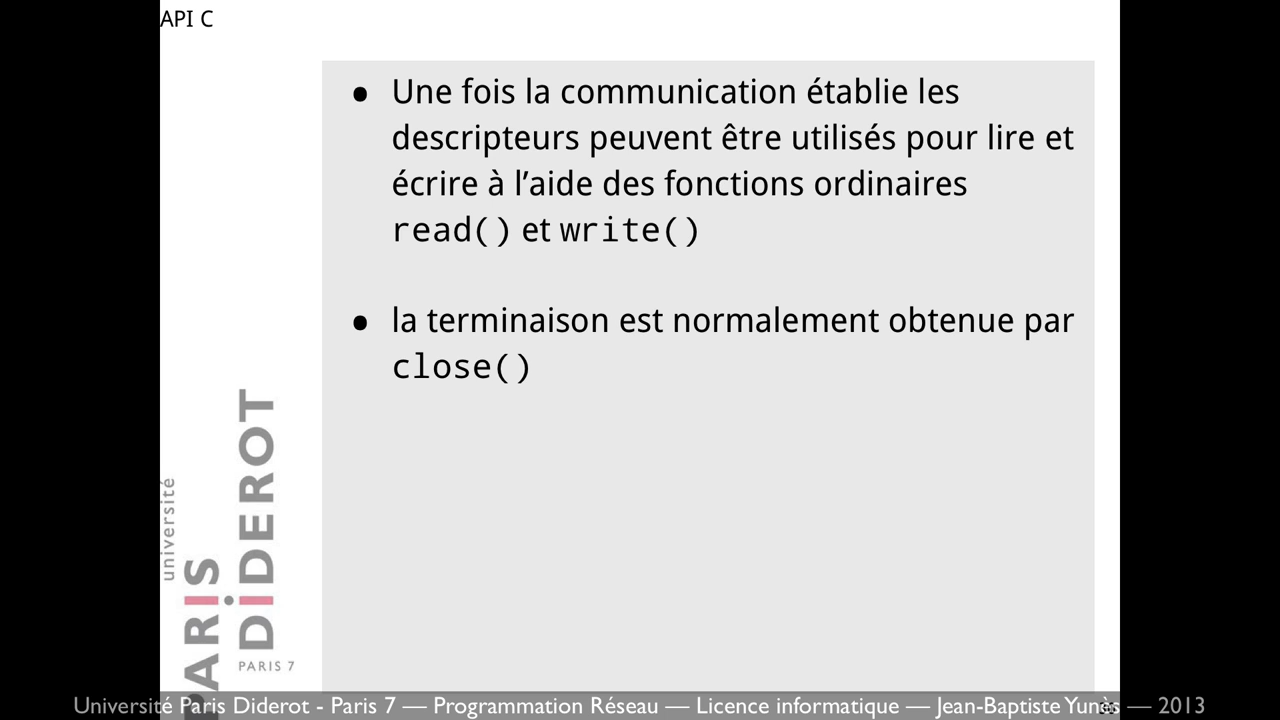 API C
• Une fois la communication établie les
descripteurs peuvent être utilisés pour lire et
écrire à l’aide des fonctions ordinaires
read() et write()
• la terminaison est normalement obtenue par
close()
université
PARIS
DiDEROT
PARIS 7
Université Paris Diderot - Paris 7 — Programmation Réseau — Licence informatique — Jean-Baptiste Yunès — 2013